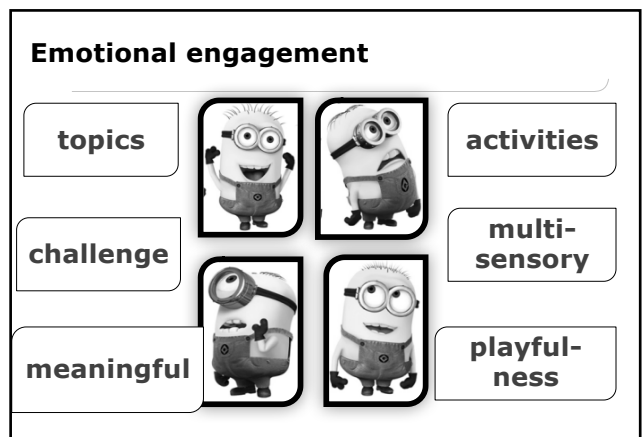 Emotional engagement
topics
activities
challenge
multi-
sensory
meaningful
playful-
ness